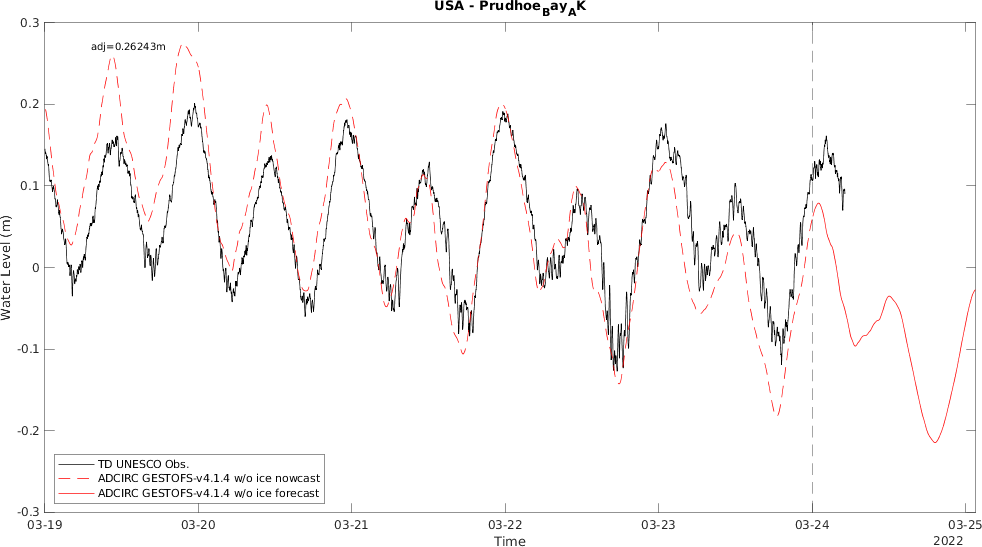 USA - Prudhoe_Bay_AK
adj=0.26243m
0.3
0.2
0.1
0
-0.1
-0.2
-0.3
Water Level (m)
TD UNESCO Obs.
ADCIRC GESTOFS-v4.1.4 w/o ice nowcast
ADCIRC GESTOFS-v4.1.4 w/o ice forecast
03-19 03-20 03-21 03-22 03-23 03-24 03-25
Time
2022